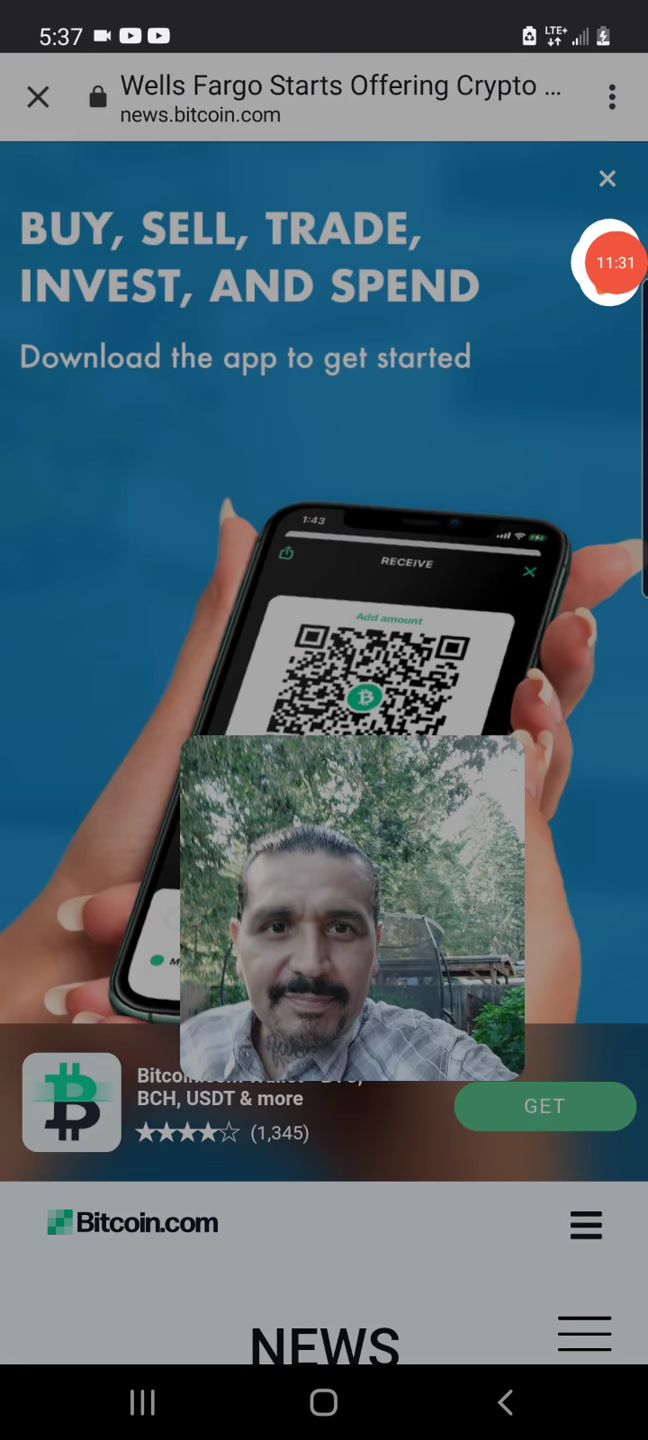 5:37
LTE+
Wells Fargo Starts Offering Crypto ...
news.bitcoin.com
BUY, SELL, TRADE,
INVEST, AND SPEND
11:31
Download the app to get started
1:43
RECEIVE
Add amount
BCH, USDT & more
(1,345)
GET
Bitcoin.com
NEWS